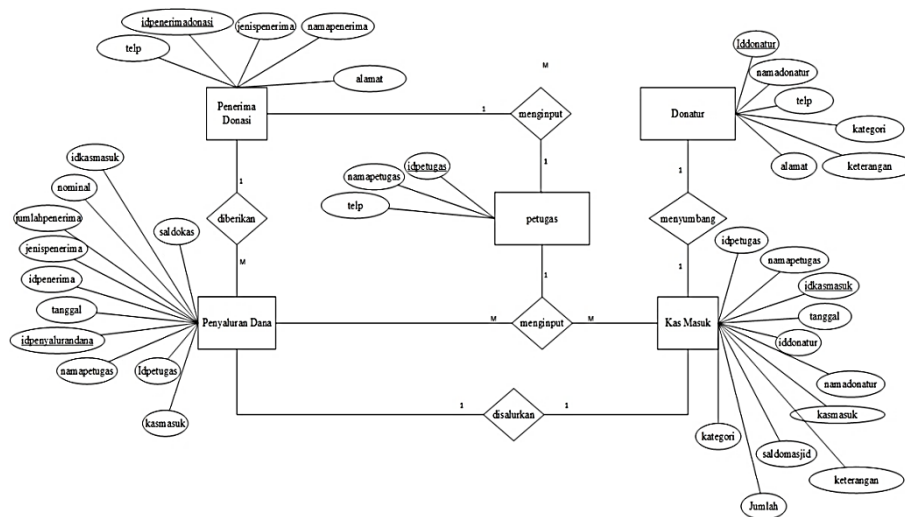 idpenerimadonasi
jenispenerima
namapenerima
telp
alamat
Penerima
Donasi
1
menginput
M
1
Iddonatur
namadonatur
telp
kategori
keterangan
alamat
Donatur
1
menyumbang
1
idpetugas
namapetugas
telp
petugas
1
diberikan
M
idkasmasuk
nominal
jumlahpenerima
jenispenerima
idpenerima
tanggal
idpenyalurandana
namapetugas
Idpetugas
kasmasuk
saldokas
Penyaluran Dana
M
1
menginput
M
Kas Masuk
idpetugas
namapetugas
idkasmasuk
tanggal
iddonatur
namadonatur
kasmasuk
keterangan
saldomasjid
Jumlah
kategori
1
disalurkan
1